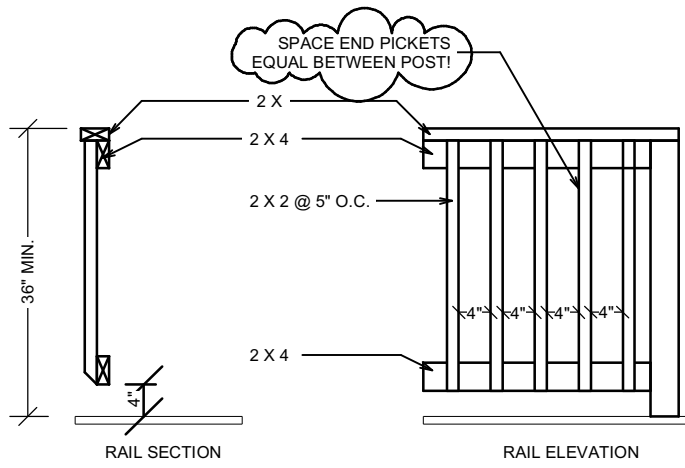 SPACE END PICKETS
EQUAL BETWEEN POST!
2 X
2 X 4
2 X 2 @ 5" O.C.
36" MIN.
4" 4" 4" 4"
2 X 4
4"
RAIL SECTION
RAIL ELEVATION